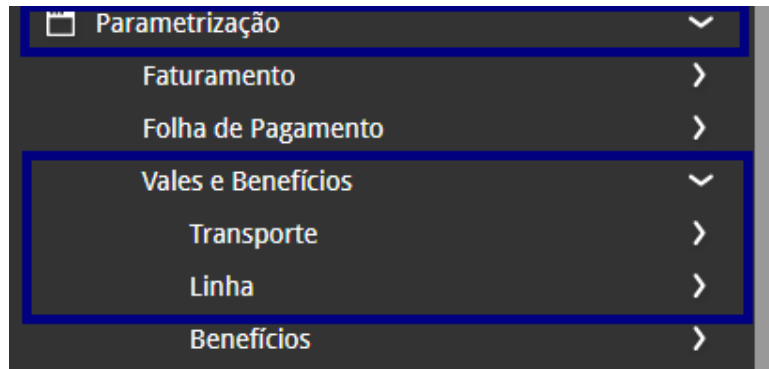 Parametrização
Faturamento
Folha de Pagamento
Vales e Benefícios
Transporte
Linha
Benefícios